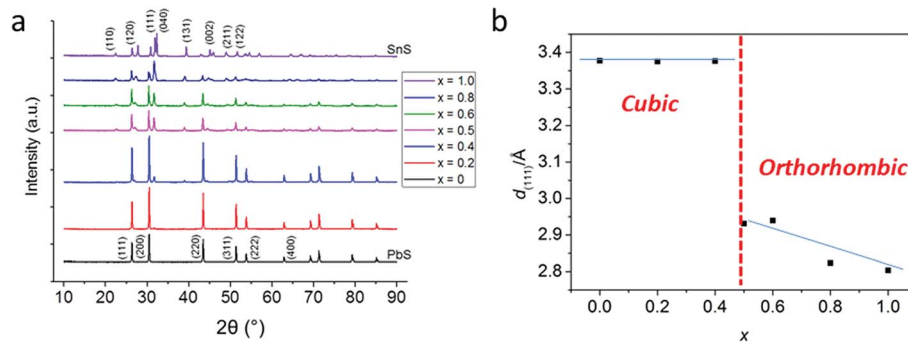 a
(110)
(120)
(111)
(040)
(131)
(002)
(211)
(122)
SnS
x = 1.0
x = 0.8
x = 0.6
x = 0.5
x = 0.4
x = 0.2
x = 0
(111)
(200)
(220)
(311)
(222)
(400)
PbS
Intensity (a.u.)
10 20 30 40 50 60 70 80 90
2θ (°)
b
3.4
3.3
3.2
3.1
3.0
2.9
2.8
d(111)/Å
Cubic
Orthorhombic
0.0 0.2 0.4 0.6 0.8 1.0
x